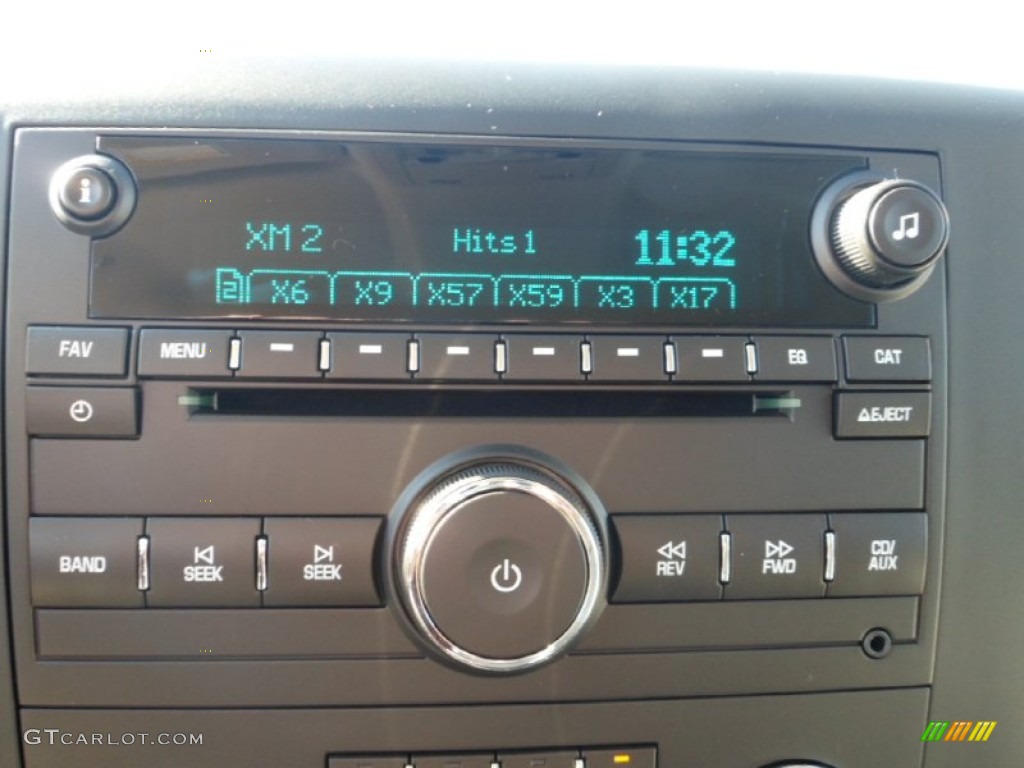 XM 2 Hits 1 11:32
2 X6 X9 X57 X59 X3 X17
FAV MENU EQ CAT
EJECT
BAND SEEK SEEK REV FWD CD/
AUX
GTCARLOT.COM